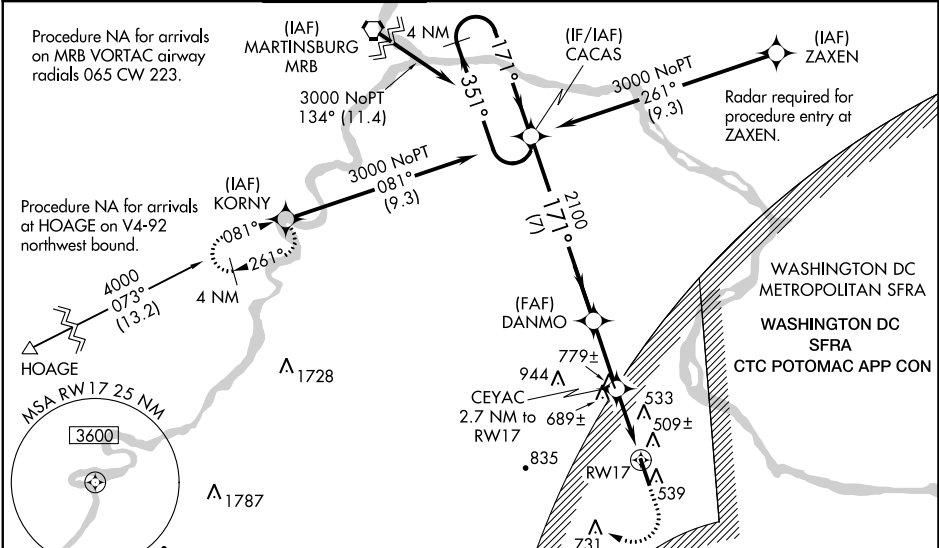 Procedure NA for arrivals
on MRB VORTAC airway
radials 065 CW 223.
(IAF)
MARTINSBURG
MRB
4 NM
171°
351°
(IF/IAF)
CACAS
(IAF)
ZAXEN
3000 NoPT
134° (11.4)
3000 NoPT
261°
(9.3)
Radar required for
procedure entry at
ZAXEN.
3000 NoPT
081°
(9.3)
(IAF)
KORNY
Procedure NA for arrivals
at HOAGE on V4-92
northwest bound.
081°
261°
4 NM
4000
073°
(13.2)
HOAGE
2100
171°
(7)
WASHINGTON DC
METROPOLITAN SFRA
WASHINGTON DC
SFRA
CTC POTOMAC APP CON
(FAF)
DANMO
1728
779±
944
CEYAC
2.7 NM to
RW17
689±
533
509±
835
RW17
539
731
MSA RW17 25 NM
3600
1787